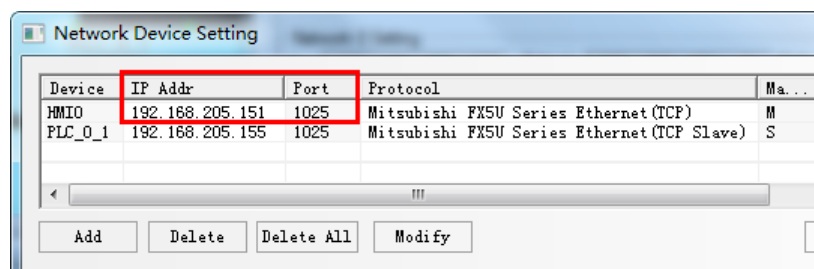 Network Device Setting
Device IP Addr Port Protocol Ma...
HMI0 192.168.205.151 1025 Mitsubishi FX5U Series Ethernet(TCP) M
PLC_0_1 192.168.205.155 1025 Mitsubishi FX5U Series Ethernet(TCP Slave) S
Add Delete Delete All Modify